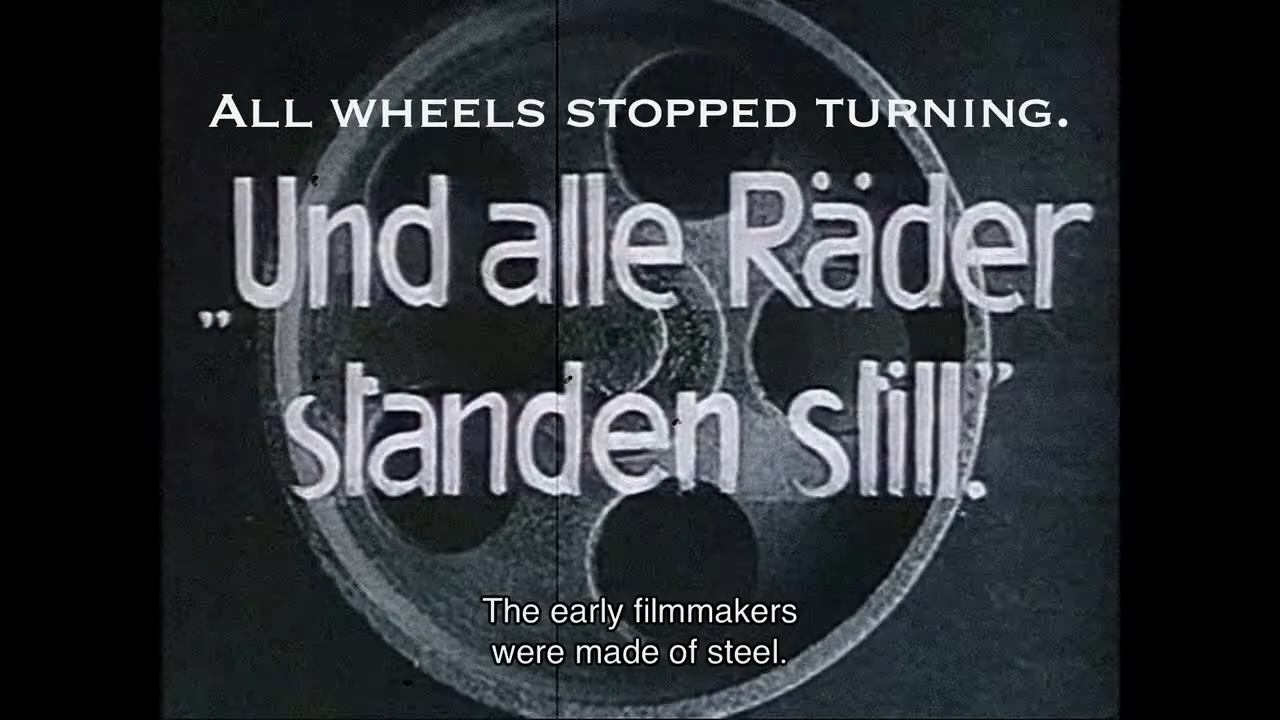 ALL WHEELS STOPPED TURNING.
„Und alle Räder
standen still.”
The early filmmakers
were made of steel.